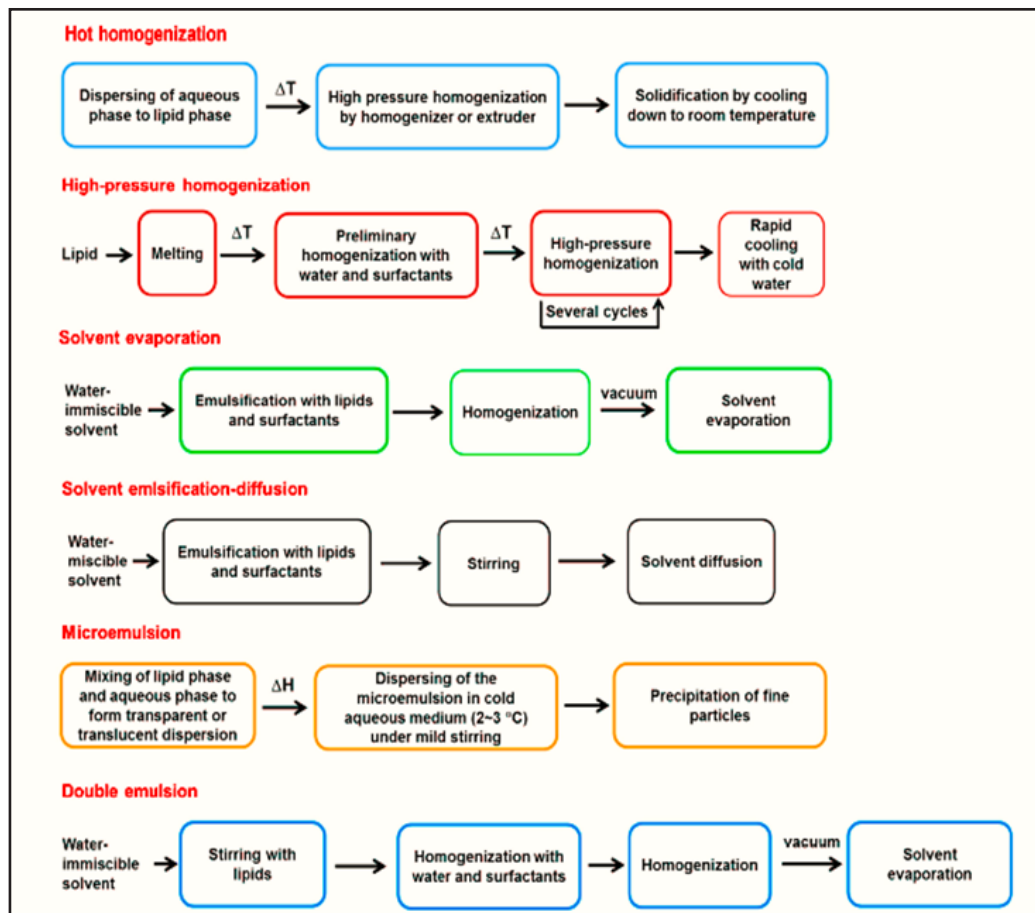 Hot homogenization
Dispersing of aqueous
phase to lipid phase
ΔT
High pressure homogenization
by homogenizer or extruder
Solidification by cooling
down to room temperature
High-pressure homogenization
Lipid
Melting
ΔT
Preliminary
homogenization with
water and surfactants
ΔT
High-pressure
homogenization
Several cycles
Rapid
cooling
with cold
water
Solvent evaporation
Water-
immiscible
solvent
Emulsification with lipids
and surfactants
Homogenization
vacuum
Solvent
evaporation
Solvent emlsification-diffusion
Water-
miscible
solvent
Emulsification with lipids
and surfactants
Stirring
Solvent diffusion
Microemulsion
Mixing of lipid phase
and aqueous phase to
form transparent or
translucent dispersion
ΔH
Dispersing of the
microemulsion in cold
aqueous medium (2~3 °C)
under mild stirring
Precipitation of fine
particles
Double emulsion
Water-
immiscible
solvent
Stirring with
lipids
Homogenization with
water and surfactants
Homogenization
vacuum
Solvent
evaporation